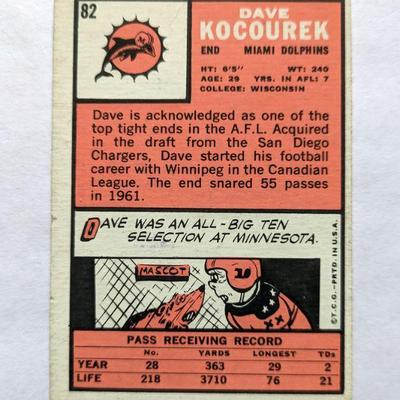 82
DAVE
KOCOUREK
END MIAMI DOLPHINS
HT: 6'5" WT: 240
AGE: 29 YRS. IN AFL: 7
COLLEGE: WISCONSIN
Dave is acknowledged as one of the
top tight ends in the A.F.L. Acquired
in the draft from the San Diego
Chargers, Dave started his football
career with Winnipeg in the Canadian
League. The end snared 55 passes
in 1961.
DAVE WAS AN ALL-BIG TEN
SELECTION AT MINNESOTA.
MASCOT
10
©T.C.G.-PRTD. IN U.S.A.
PASS RECEIVING RECORD
No. YARDS LONGEST TDs
YEAR 28 363 29 2
LIFE 218 3710 76 21